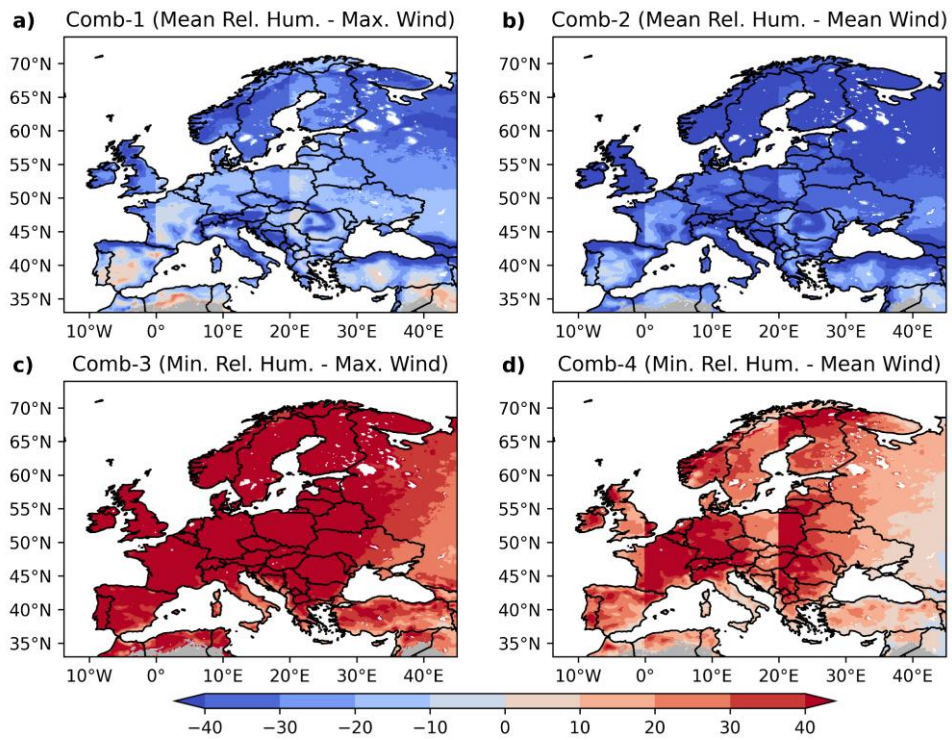 a) Comb-1 (Mean Rel. Hum. - Max. Wind)
70°N
65°N
60°N
55°N
50°N
45°N
40°N
35°N
10°W 0° 10°E 20°E 30°E 40°E
b) Comb-2 (Mean Rel. Hum. - Mean Wind)
70°N
65°N
60°N
55°N
50°N
45°N
40°N
35°N
10°W 0° 10°E 20°E 30°E 40°E
c) Comb-3 (Min. Rel. Hum. - Max. Wind)
70°N
65°N
60°N
55°N
50°N
45°N
40°N
35°N
10°W 0° 10°E 20°E 30°E 40°E
d) Comb-4 (Min. Rel. Hum. - Mean Wind)
70°N
65°N
60°N
55°N
50°N
45°N
40°N
35°N
10°W 0° 10°E 20°E 30°E 40°E
−40 −30 −20 −10 0 10 20 30 40